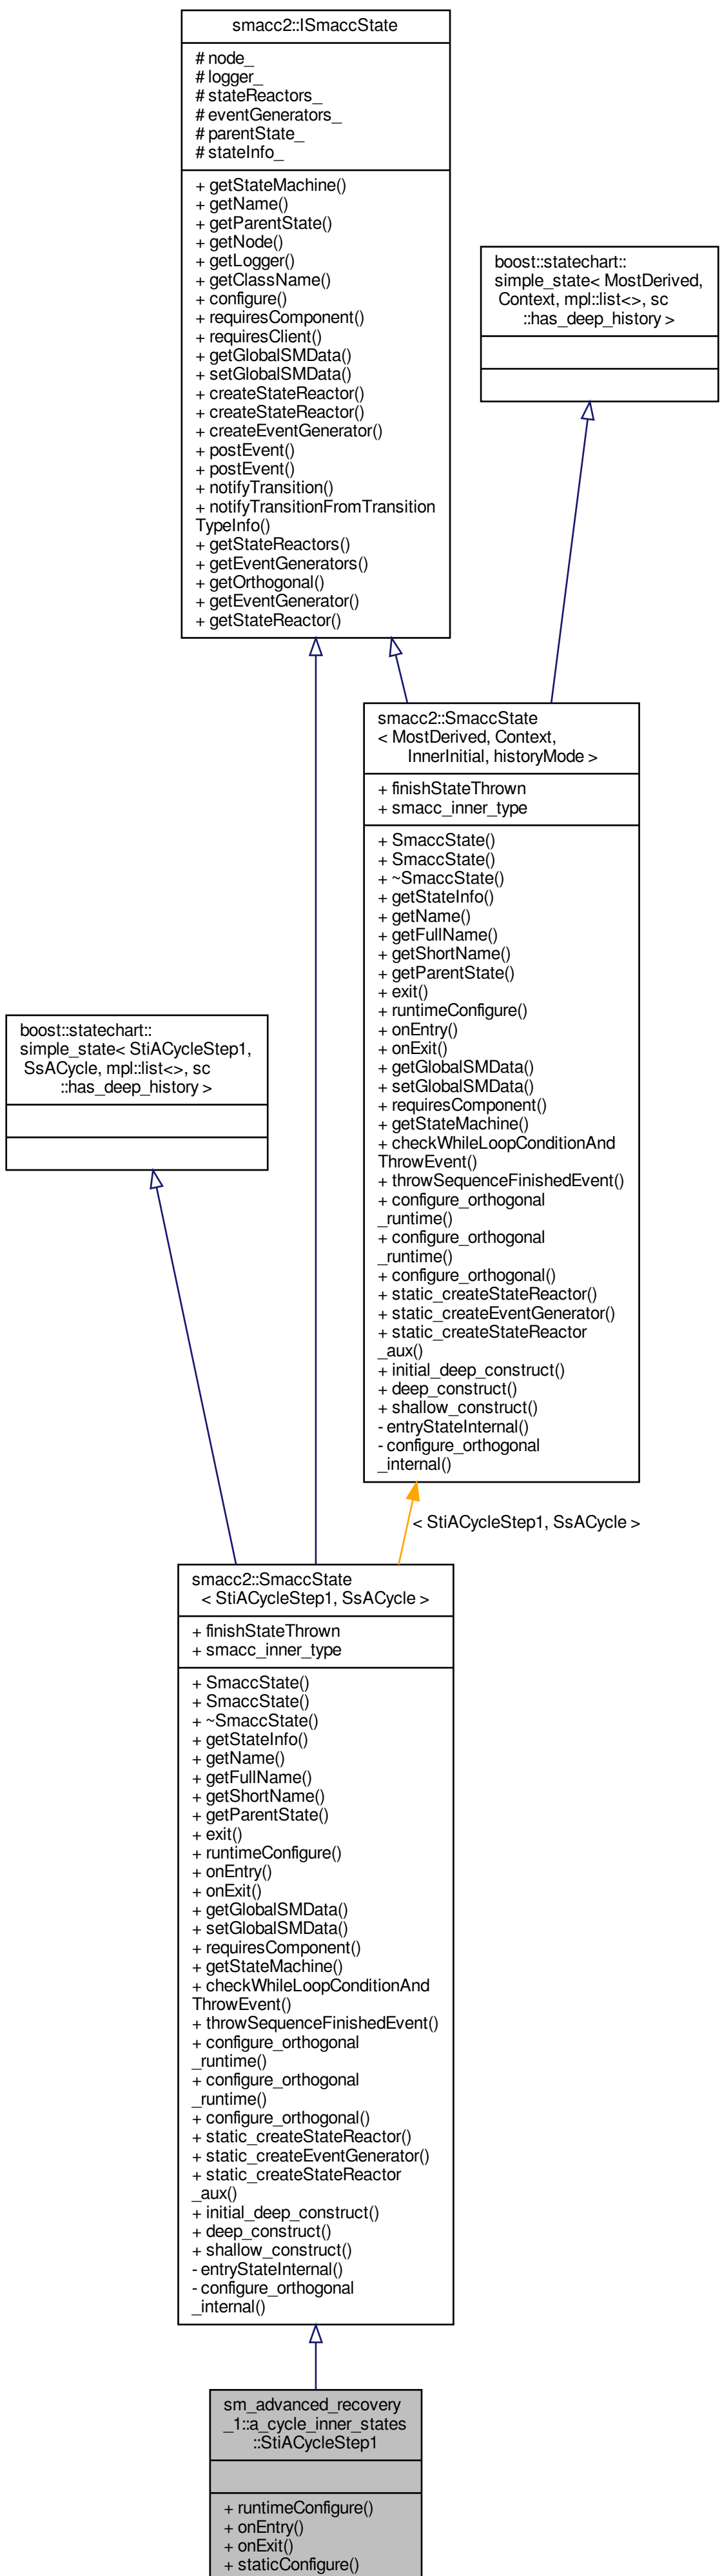 smacc2::ISmaccState
# node_
# logger_
# stateReactors_
# eventGenerators_
# parentState_
# stateInfo_
+ getStateMachine()
+ getName()
+ getParentState()
+ getNode()
+ getLogger()
+ getClassName()
+ configure()
+ requiresComponent()
+ requiresClient()
+ getGlobalSMData()
+ setGlobalSMData()
+ createStateReactor()
+ createStateReactor()
+ createEventGenerator()
+ postEvent()
+ postEvent()
+ notifyTransition()
+ notifyTransitionFromTransition
TypeInfo()
+ getStateReactors()
+ getEventGenerators()
+ getOrthogonal()
+ getEventGenerator()
+ getStateReactor()
boost::statechart::
simple_state< MostDerived,
Context, mpl::list<>, sc
::has_deep_history >
smacc2::SmaccState
< MostDerived, Context,
InnerInitial, historyMode >
+ finishStateThrown
+ smacc_inner_type
+ SmaccState()
+ SmaccState()
+ ~SmaccState()
+ getStateInfo()
+ getName()
+ getFullName()
+ getShortName()
+ getParentState()
+ exit()
+ runtimeConfigure()
+ onEntry()
+ onExit()
+ getGlobalSMData()
+ setGlobalSMData()
+ requiresComponent()
+ getStateMachine()
+ checkWhileLoopConditionAnd
ThrowEvent()
+ throwSequenceFinishedEvent()
+ configure_orthogonal
_runtime()
+ configure_orthogonal
_runtime()
+ configure_orthogonal()
+ static_createStateReactor()
+ static_createEventGenerator()
+ static_createStateReactor
_aux()
+ initial_deep_construct()
+ deep_construct()
+ shallow_construct()
- entryStateInternal()
- configure_orthogonal
_internal()
boost::statechart::
simple_state< StiACycleStep1,
SsACycle, mpl::list<>, sc
::has_deep_history >
< StiACycleStep1, SsACycle >
smacc2::SmaccState
< StiACycleStep1, SsACycle >
+ finishStateThrown
+ smacc_inner_type
+ SmaccState()
+ SmaccState()
+ ~SmaccState()
+ getStateInfo()
+ getName()
+ getFullName()
+ getShortName()
+ getParentState()
+ exit()
+ runtimeConfigure()
+ onEntry()
+ onExit()
+ getGlobalSMData()
+ setGlobalSMData()
+ requiresComponent()
+ getStateMachine()
+ checkWhileLoopConditionAnd
ThrowEvent()
+ throwSequenceFinishedEvent()
+ configure_orthogonal
_runtime()
+ configure_orthogonal
_runtime()
+ configure_orthogonal()
+ static_createStateReactor()
+ static_createEventGenerator()
+ static_createStateReactor
_aux()
+ initial_deep_construct()
+ deep_construct()
+ shallow_construct()
- entryStateInternal()
- configure_orthogonal
_internal()
sm_advanced_recovery
_1::a_cycle_inner_states
::StiACycleStep1
+ runtimeConfigure()
+ onEntry()
+ onExit()
+ staticConfigure()